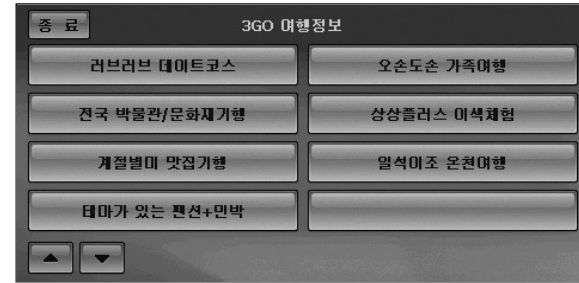 종 료
3GO 여행정보
러브러브 데이트코스
오손도손 가족여행
전국 박물관/문화재기행
상상플러스 이색체험
계절별미 맛집기행
일석이조 온천여행
테마가 있는 펜션+민박